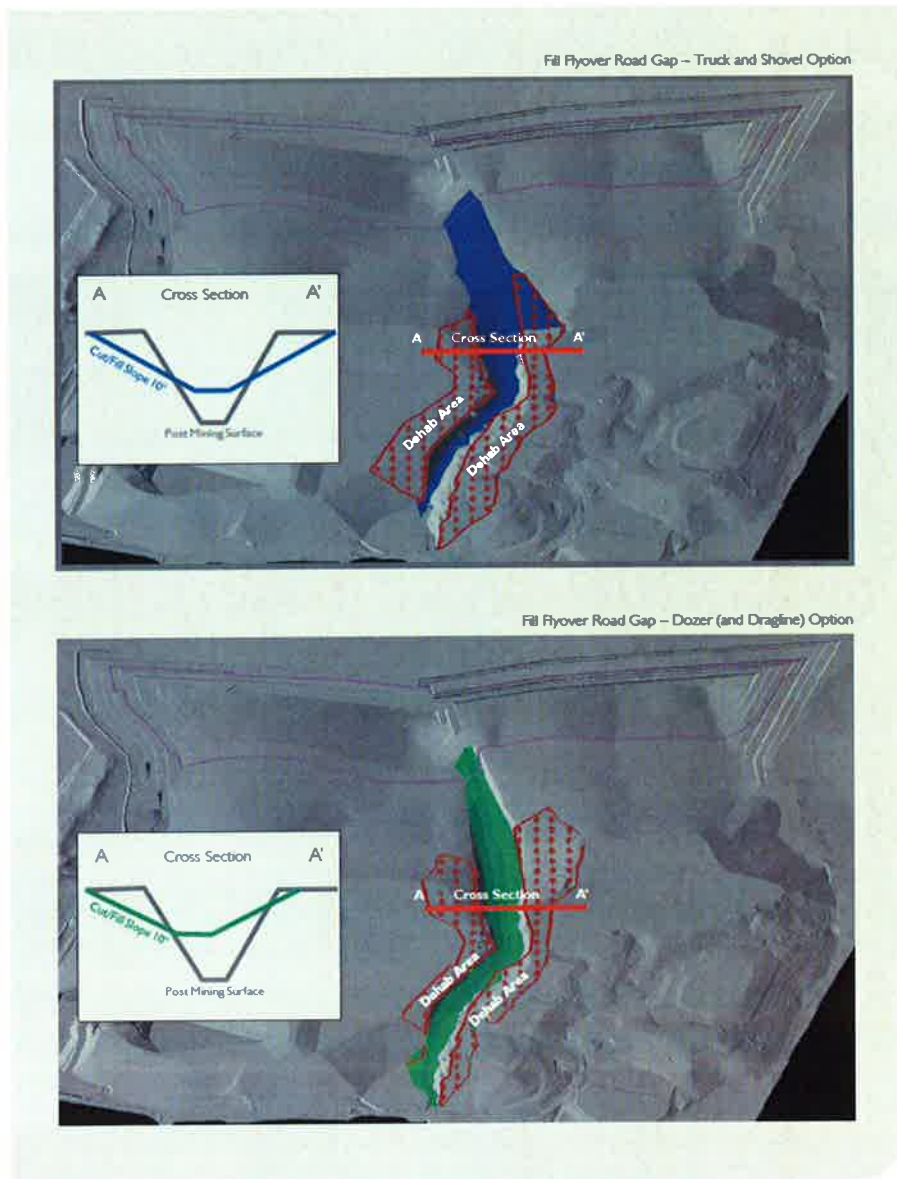 Fill Flyover Road Gap – Truck and Shovel Option
A Cross Section A'
Cut/Fill Slope 10°
Post Mining Surface
A Cross Section A'
Dehab Area
Dehab Area
Fill Flyover Road Gap – Dozer (and Dragline) Option
A Cross Section A'
Cut/Fill Slope 10°
Post Mining Surface
A Cross Section A'
Dehab Area
Dehab Area